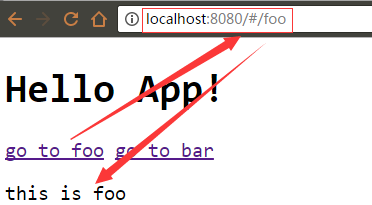 localhost:8080/#/foo
Hello App!
go to foo go to bar
this is foo